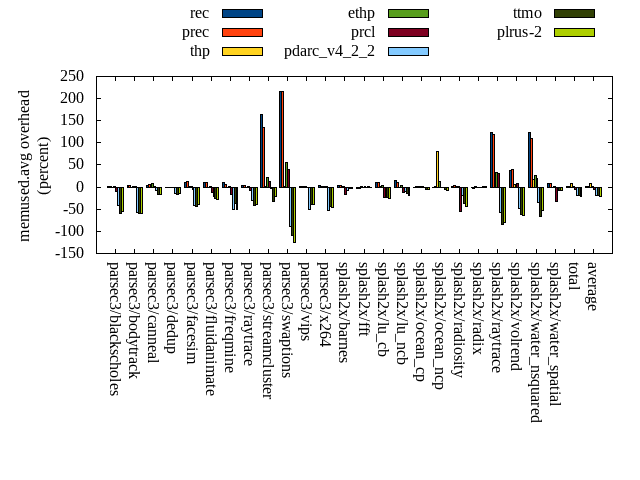 rec
prec
thp
ethp
prcl
pdarc_v4_2_2
ttmo
plrus-2
memused.avg overhead
(percent)
250
200
150
100
50
0
-50
-100
-150
parsec3/blackscholes
parsec3/bodytrack
parsec3/canneal
parsec3/dedup
parsec3/facesim
parsec3/fluidanimate
parsec3/freqmine
parsec3/raytrace
parsec3/streamcluster
parsec3/swaptions
parsec3/vips
parsec3/x264
splash2x/barnes
splash2x/fft
splash2x/lu_cb
splash2x/lu_ncb
splash2x/ocean_cp
splash2x/ocean_ncp
splash2x/radiosity
splash2x/radix
splash2x/raytrace
splash2x/volrend
splash2x/water_nsquared
splash2x/water_spatial
total
average